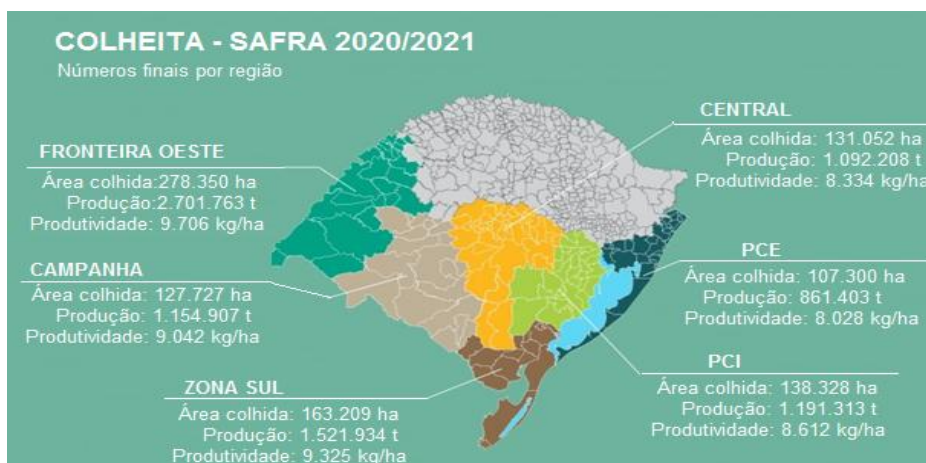 COLHEITA - SAFRA 2020/2021
Números finais por região
FRONTEIRA OESTE
Área colhida:278.350 ha
Produção:2.701.763 t
Produtividade: 9.706 kg/ha
CAMPANHA
Área colhida: 127.727 ha
Produção: 1.154.907 t
Produtividade: 9.042 kg/ha
ZONA SUL
Área colhida: 163.209 ha
Produção: 1.521.934 t
Produtividade: 9.325 kg/ha
CENTRAL
Área colhida: 131.052 ha
Produção: 1.092.208 t
Produtividade: 8.334 kg/ha
PCE
Área colhida: 107.300 ha
Produção: 861.403 t
Produtividade: 8.028 kg/ha
PCI
Área colhida: 138.328 ha
Produção: 1.191.313 t
Produtividade: 8.612 kg/ha